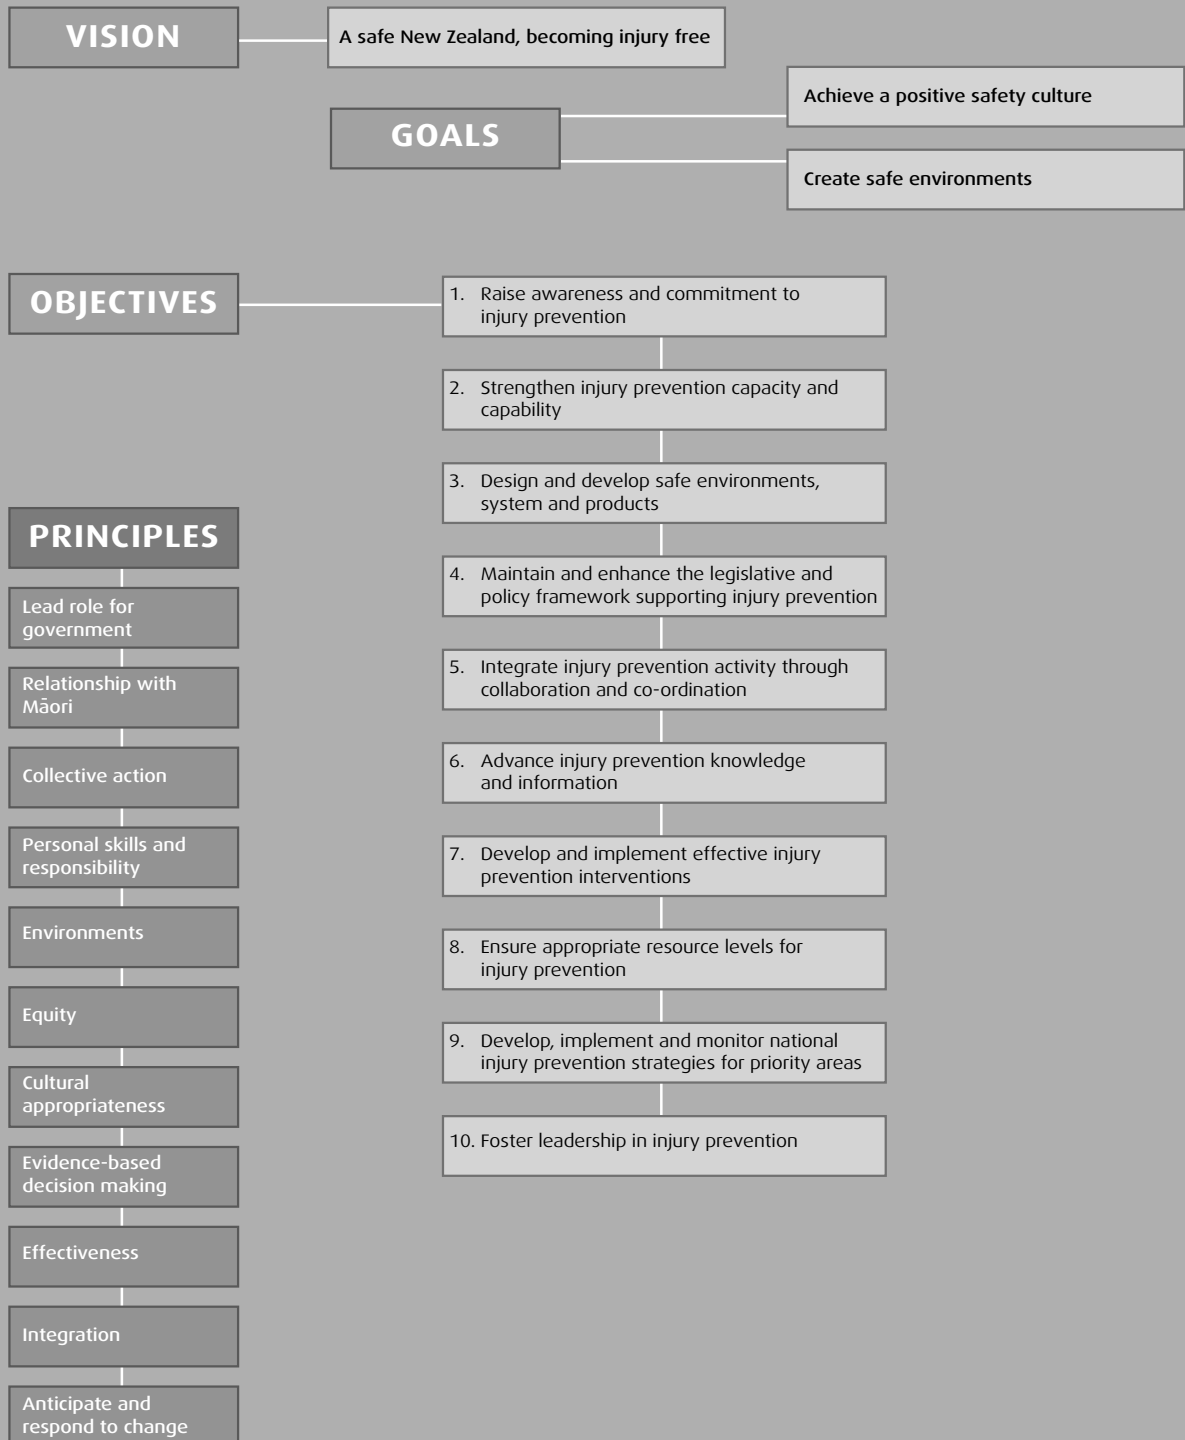 VISION
A safe New Zealand, becoming injury free
GOALS
Achieve a positive safety culture
Create safe environments
OBJECTIVES
1. Raise awareness and commitment to
injury prevention
2. Strengthen injury prevention capacity and
capability
3. Design and develop safe environments,
system and products
4. Maintain and enhance the legislative and
policy framework supporting injury prevention
5. Integrate injury prevention activity through
collaboration and co-ordination
6. Advance injury prevention knowledge
and information
7. Develop and implement effective injury
prevention interventions
8. Ensure appropriate resource levels for
injury prevention
9. Develop, implement and monitor national
injury prevention strategies for priority areas
10. Foster leadership in injury prevention
PRINCIPLES
Lead role for
government
Relationship with
Māori
Collective action
Personal skills and
responsibility
Environments
Equity
Cultural
appropriateness
Evidence-based
decision making
Effectiveness
Integration
Anticipate and
respond to change